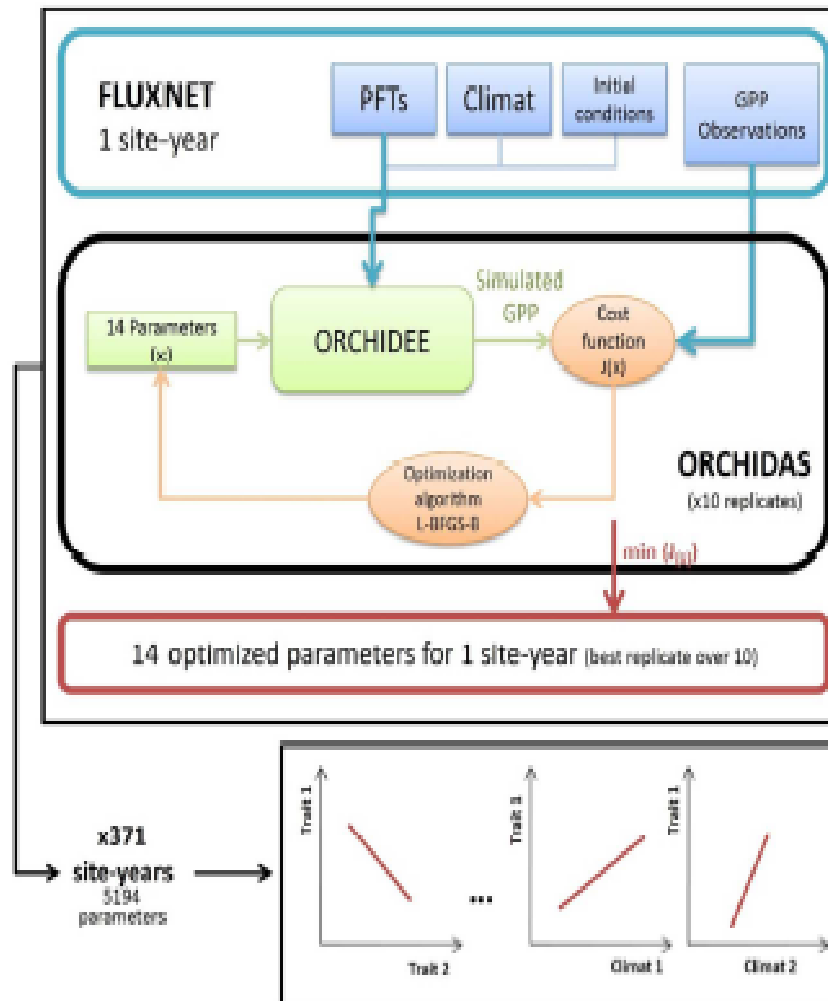 FLUXNET
1 site-year
PFTs
Climat
Initial
conditions
GPP
Observations
14 Parameters
(x)
ORCHIDEE
Simulated
GPP
Cost
function
J(x)
Optimization
algorithm
L-BFGS-B
ORCHIDAS
(x10 replicates)
min (J(j))
14 optimized parameters for 1 site-year (best replicate over 10)
x371
site-years
5194
parameters
Trait 1
Trait 2
...
Climat 1
Trait 1
Climat 2